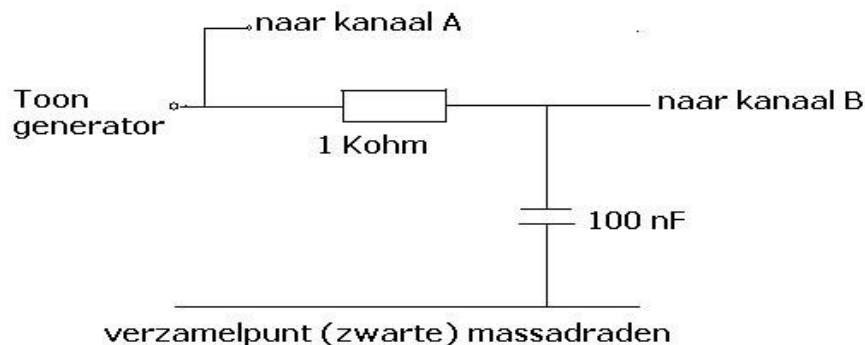 naar kanaal A
Toon
generator
naar kanaal B
1 Kohm
100 nF
verzamelpunt (zwarte) massadraden